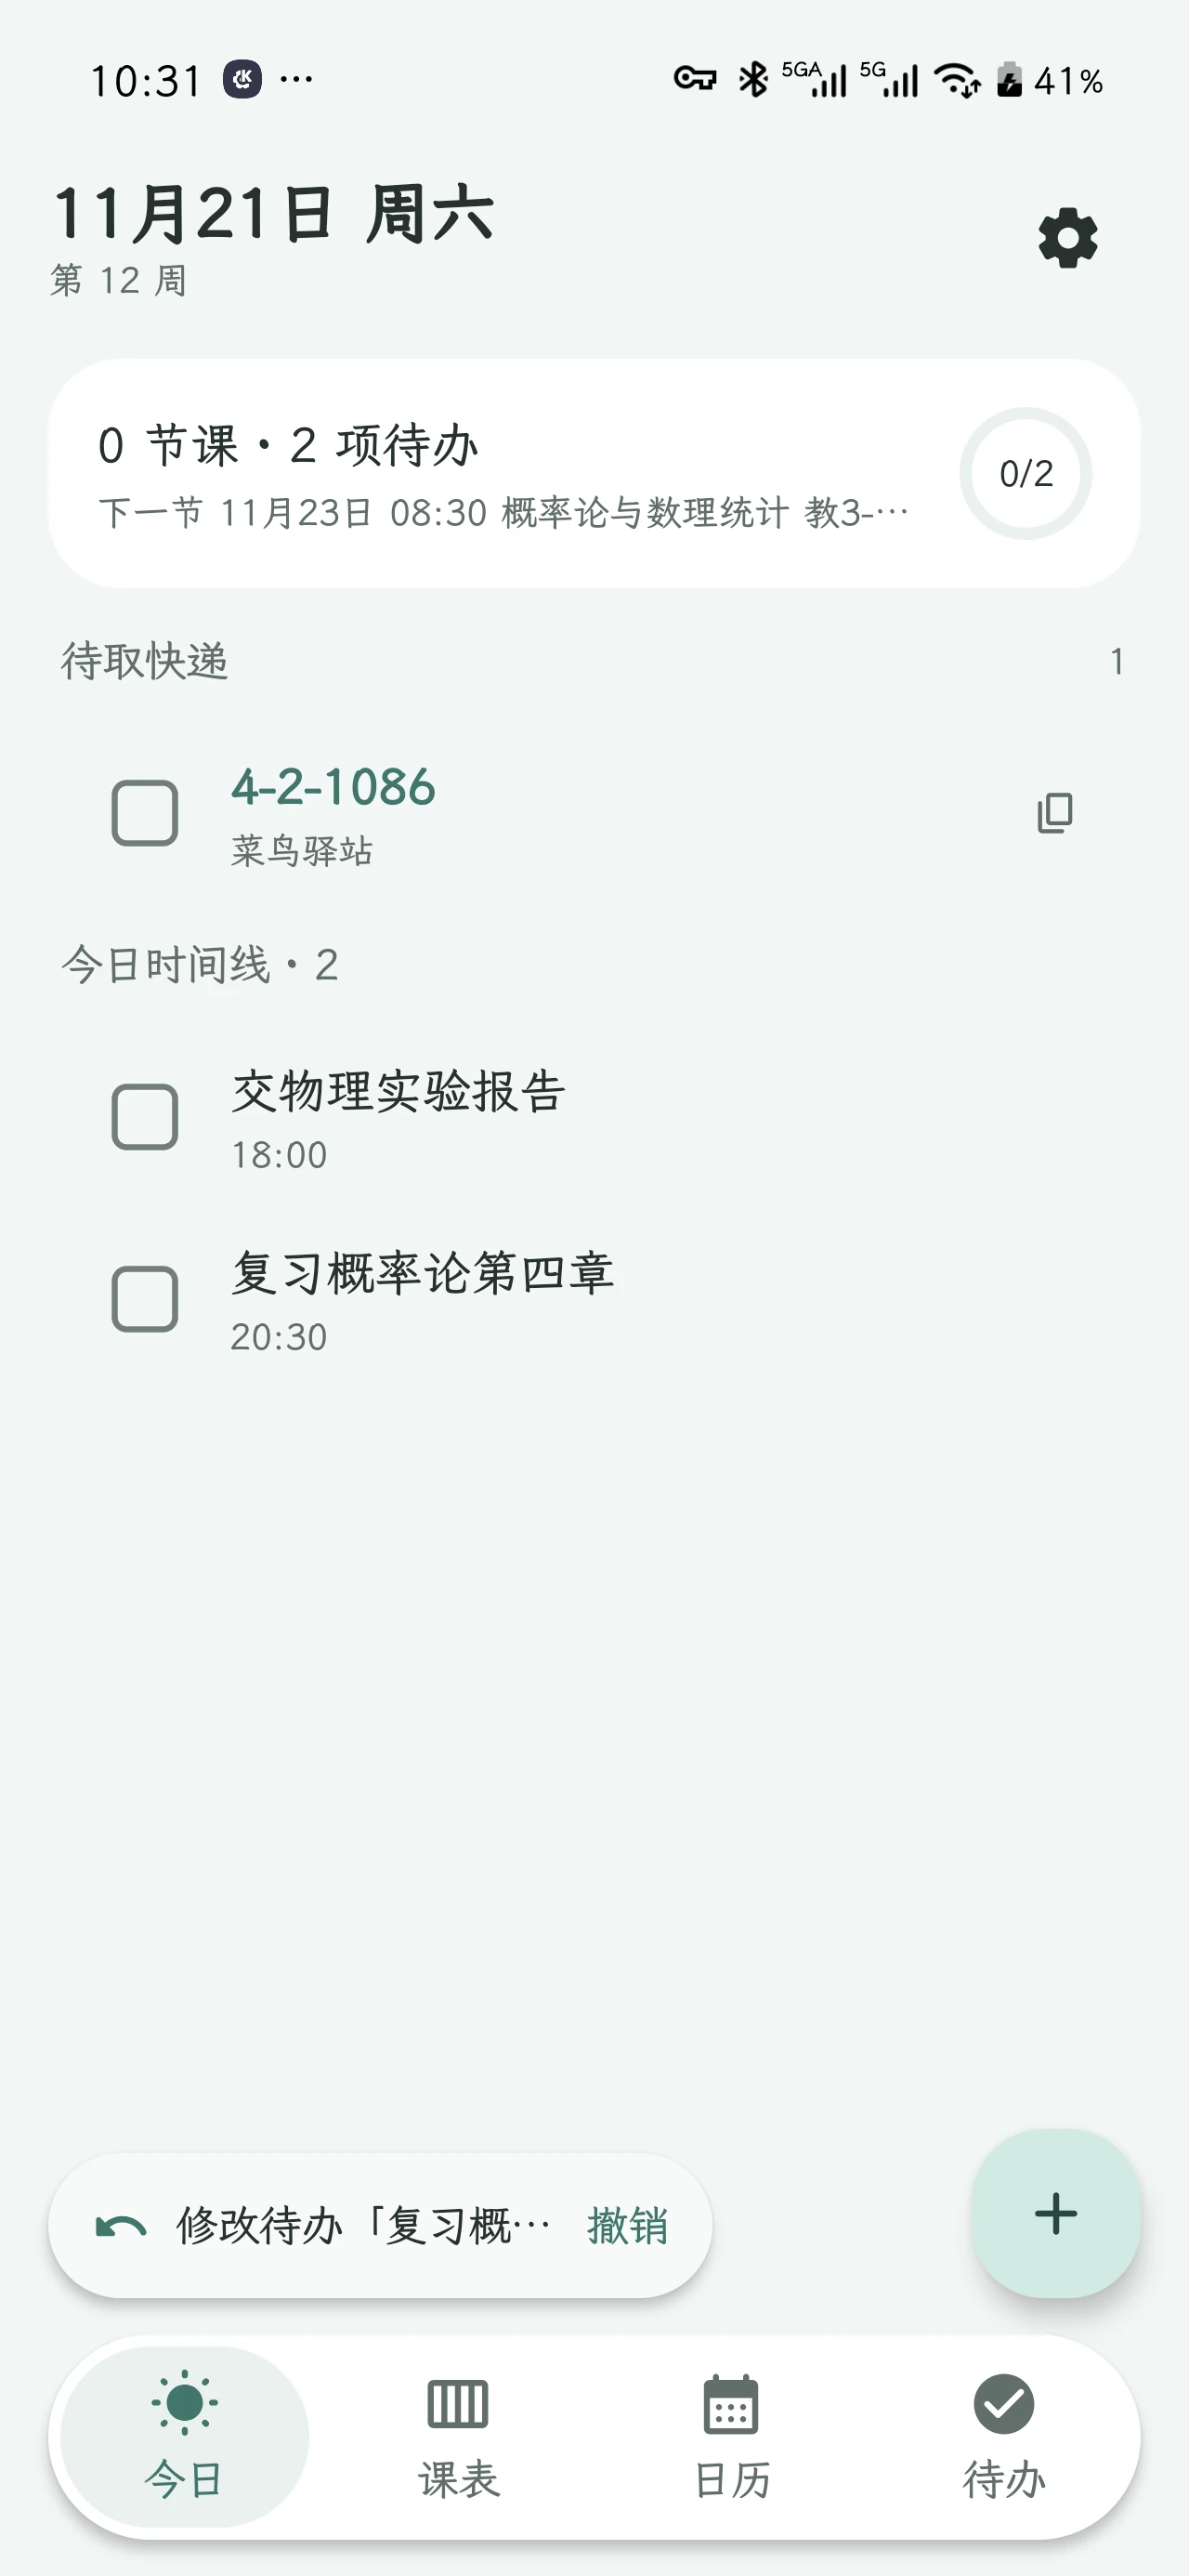 10:31 ··· 5GA 5G 41%
11月21日 周六
第 12 周
0 节课·2 项待办
0/2
下一节 11月23日 08:30 概率论与数理统计 教3-…
待取快递 1
4-2-1086
菜鸟驿站
今日时间线·2
交物理实验报告
18:00
复习概率论第四章
20:30
修改待办「复习概… 撤销
今日 课表 日历 待办